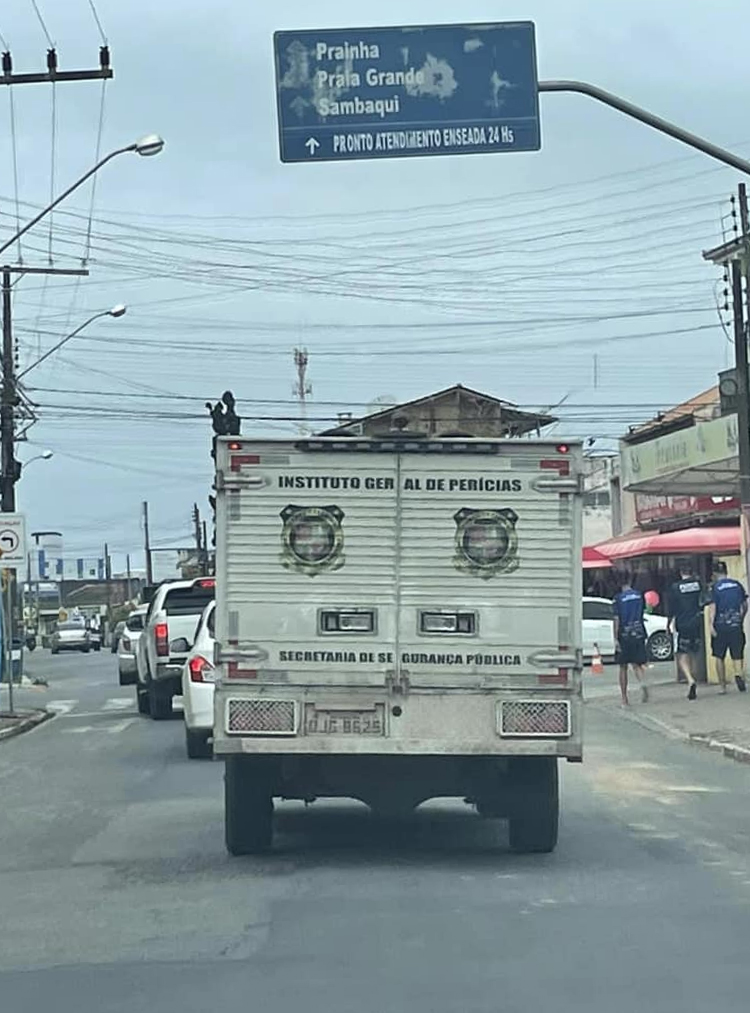 Prainha
Praia Grande
Sambaqui
↑ PRONTO ATENDIMENTO ENSEADA 24 Hs
INSTITUTO GERAL DE PERÍCIAS
SECRETARIA DE SEGURANÇA PÚBLICA